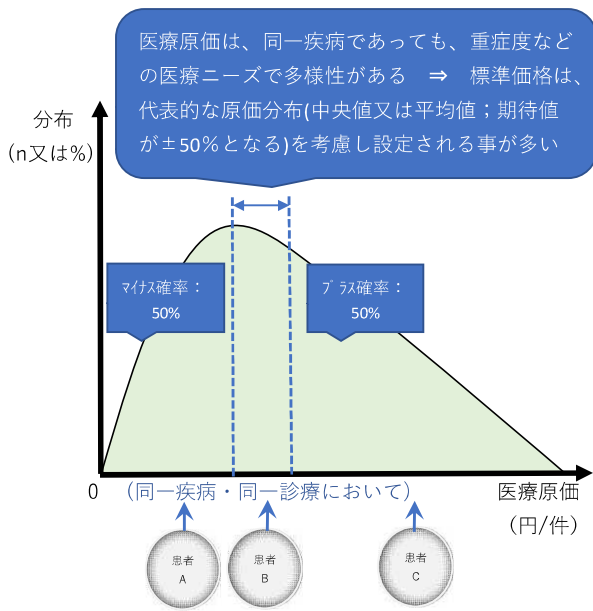 医療原価は、同一疾病であっても、重症度など
の医療ニーズで多様性がある ⇒ 標準価格は、
代表的な原価分布(中央値又は平均値；期待値
が±50%となる)を考慮し設定される事が多い
分布
(n又は%)
ﾏｲﾅｽ確率：
50%
ﾌﾟﾗｽ確率：
50%
0
(同一疾病・同一診療において)
医療原価
(円/件)
患者
A
患者
B
患者
C